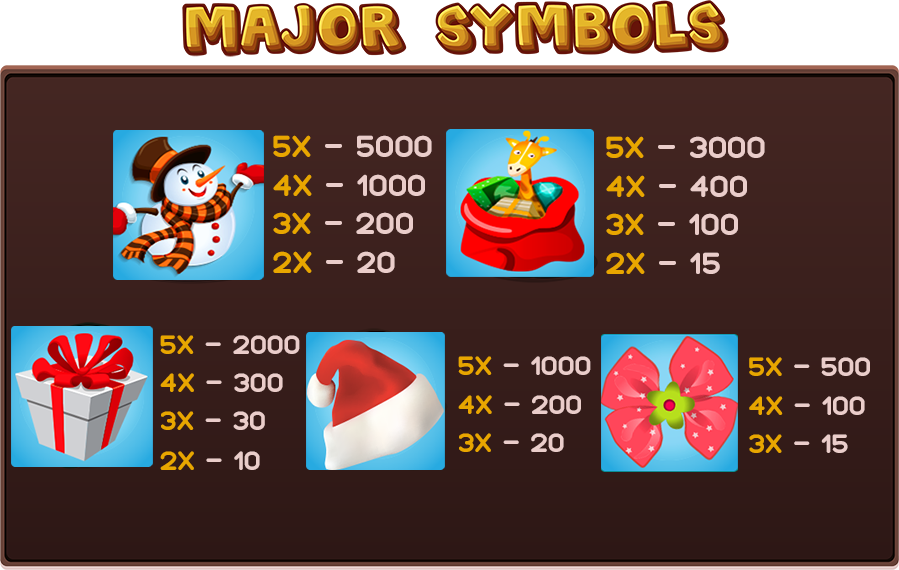 MAJOR SYMBOLS
5X - 5000
4X - 1000
3X - 200
2X - 20
5X - 3000
4X - 400
3X - 100
2X - 15
5X - 2000
4X - 300
3X - 30
2X - 10
5X - 1000
4X - 200
3X - 20
5X - 500
4X - 100
3X - 15